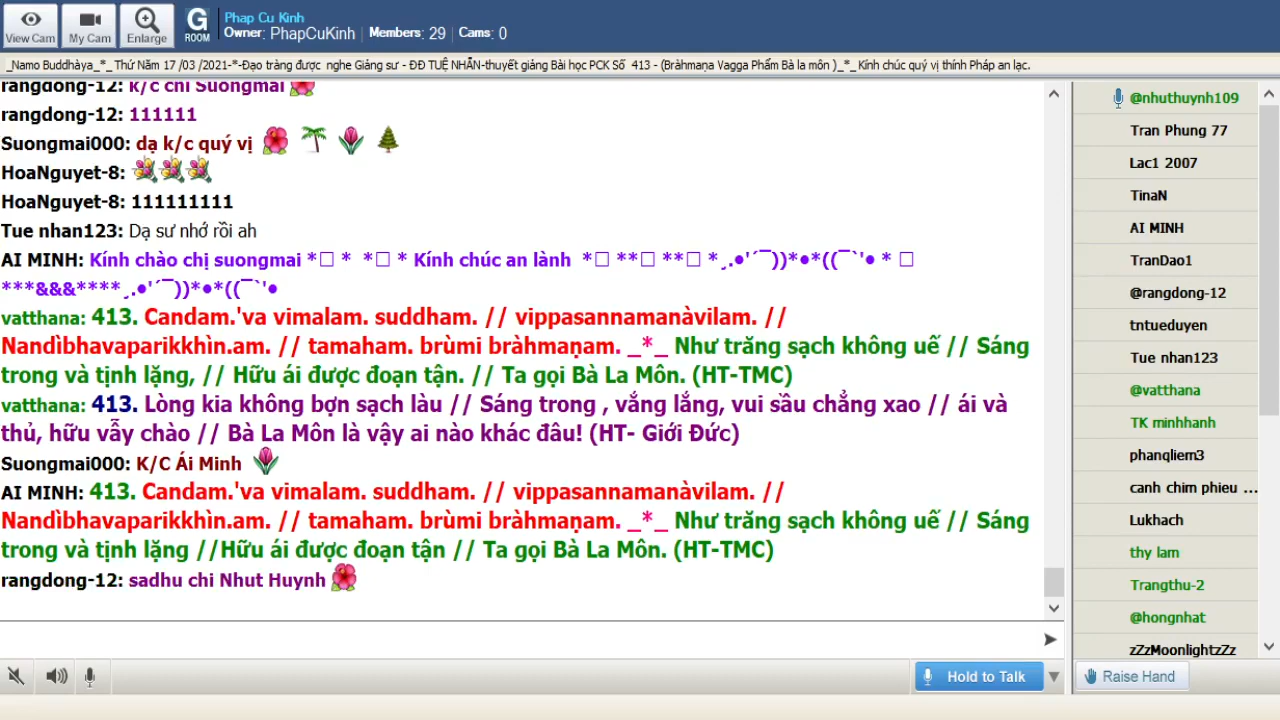 Phap Cu Kinh
Owner: PhapCuKinh Members: 29 Cams: 0
View Cam My Cam Enlarge G ROOM
_Namo Buddhàya_*_Thứ Năm 17 /03 /2021-*-Đạo tràng được nghe Giảng sư - ĐĐ TUỆ NHẪN-thuyết giảng Bài học PCK Số 413 - (Bràhmaṇa Vagga Phẩm Bà la môn )_*_Kính chúc quý vị thính Pháp an lạc.
rangdong-12: k/c chi Suongmai
rangdong-12: 111111
Suongmai000: dạ k/c quý vị
HoaNguyet-8:
HoaNguyet-8: 111111111
Tue nhan123: Dạ sư nhớ rồi ah
AI MINH: Kính chào chị suongmai *□ * *□ * Kính chúc an lành *□ **□ **□ *¸.•'´¯))*•*((¯`'• * □
***&&&****¸.•'´¯))*•*((¯`'•
vatthana: 413. Candam.'va vimalam. suddham. // vippasannamanàvilam. //
Nandìbhavaparikkhìn.am. // tamaham. brùmi bràhmaṇam. _*_ Như trăng sạch không uế // Sáng
trong và tịnh lặng, // Hữu ái được đoạn tận. // Ta gọi Bà La Môn. (HT-TMC)
vatthana: 413. Lòng kia không bợn sạch làu // Sáng trong , vắng lắng, vui sầu chẳng xao // ái và
thủ, hữu vẫy chào // Bà La Môn là vậy ai nào khác đâu! (HT- Giới Đức)
Suongmai000: K/C Ái Minh
AI MINH: 413. Candam.'va vimalam. suddham. // vippasannamanàvilam. //
Nandìbhavaparikkhìn.am. // tamaham. brùmi bràhmaṇam. _*_ Như trăng sạch không uế // Sáng
trong và tịnh lặng //Hữu ái được đoạn tận // Ta gọi Bà La Môn. (HT-TMC)
rangdong-12: sadhu chi Nhut Huynh
@nhuthuynh109
Tran Phung 77
Lac1 2007
TinaN
AI MINH
TranDao1
@rangdong-12
tntueduyen
Tue nhan123
@vatthana
TK minhhanh
phanqliem3
canh chim phieu ...
Lukhach
thy lam
Trangthu-2
@hongnhat
zZzMoonlightzZz
Hold to Talk
Raise Hand